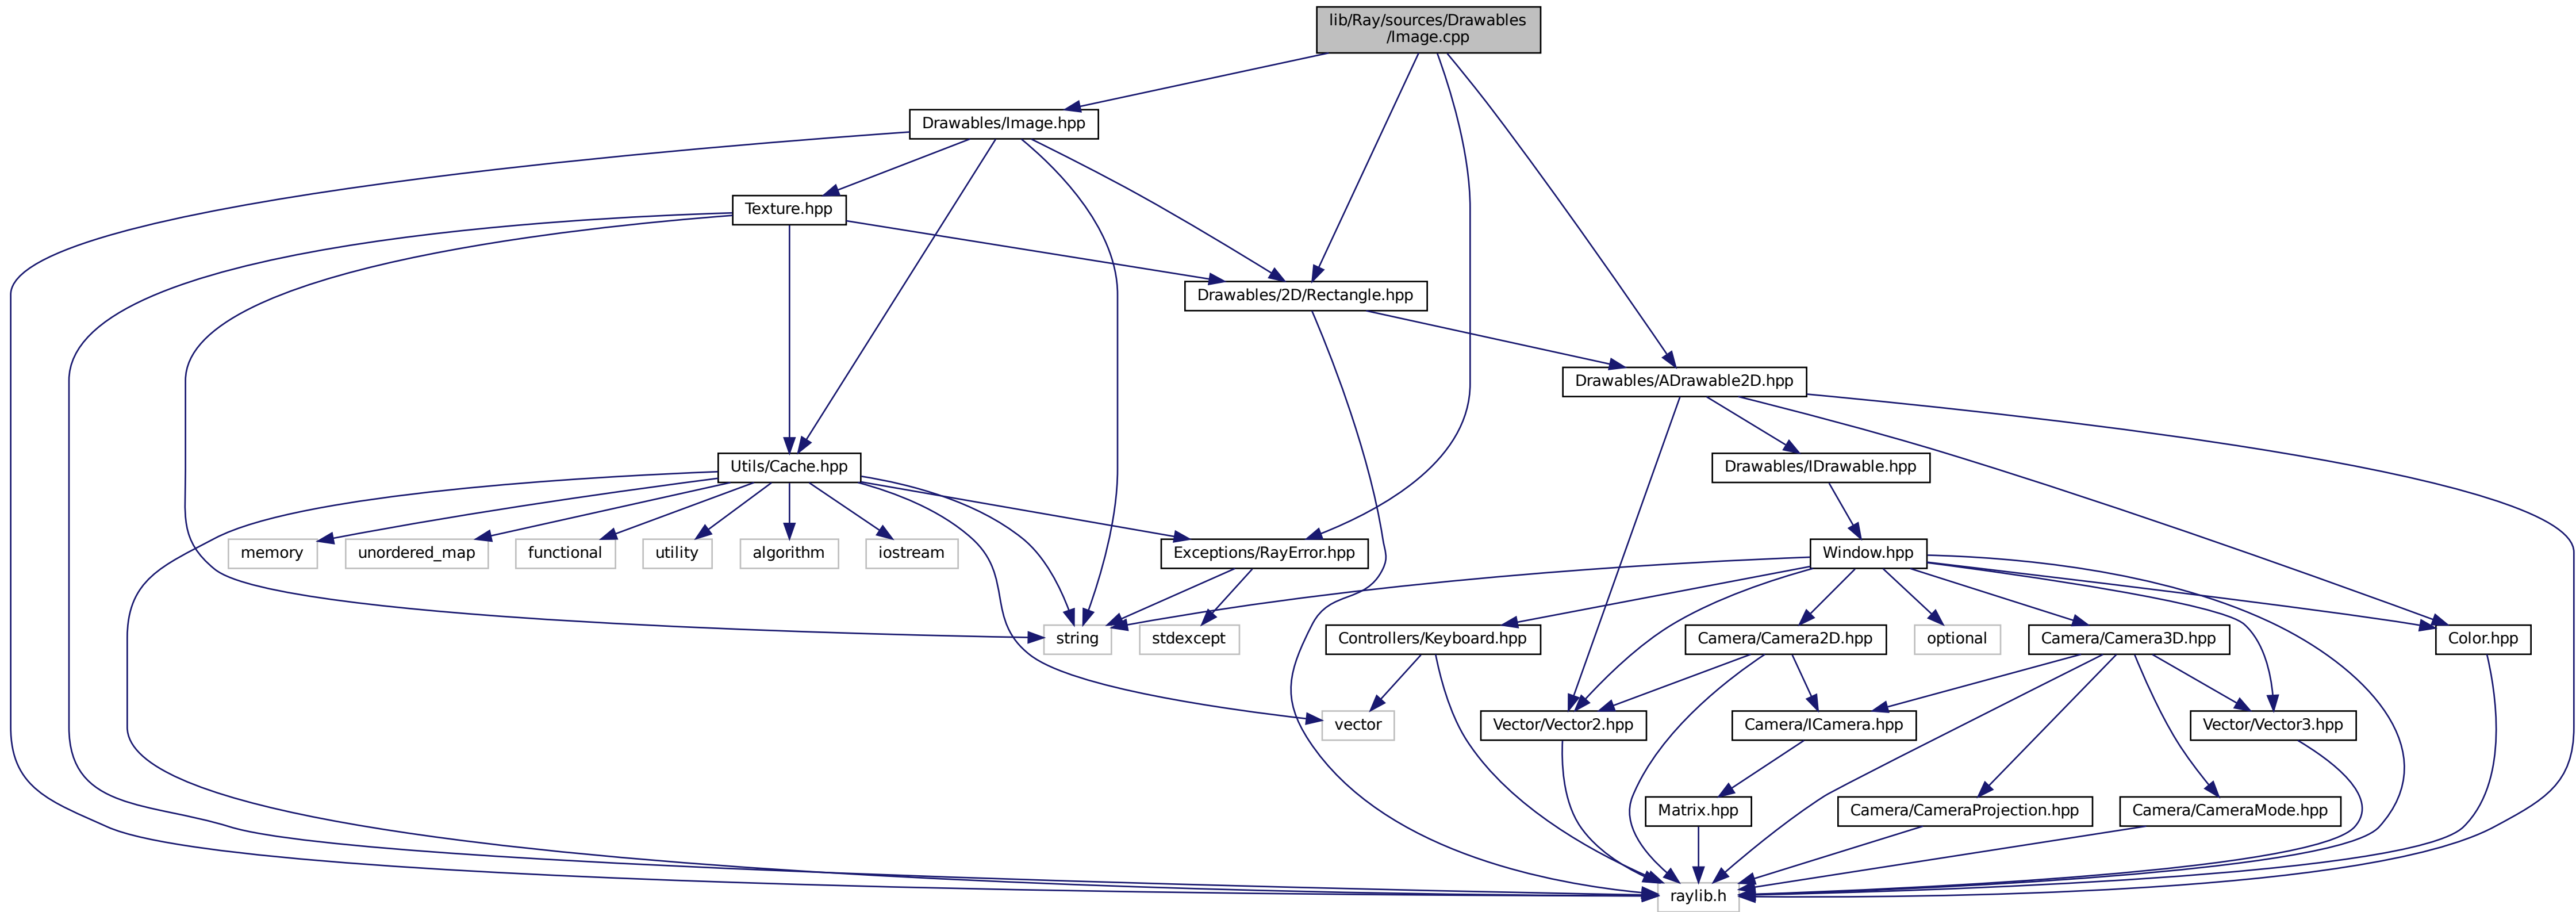 lib/Ray/sources/Drawables
/Image.cpp
Drawables/Image.hpp
Texture.hpp
Drawables/2D/Rectangle.hpp
Drawables/ADrawable2D.hpp
Utils/Cache.hpp
Drawables/IDrawable.hpp
memory
unordered_map
functional
utility
algorithm
iostream
Exceptions/RayError.hpp
Window.hpp
string
stdexcept
Controllers/Keyboard.hpp
Camera/Camera2D.hpp
optional
Camera/Camera3D.hpp
Color.hpp
vector
Vector/Vector2.hpp
Camera/ICamera.hpp
Vector/Vector3.hpp
Matrix.hpp
Camera/CameraProjection.hpp
Camera/CameraMode.hpp
raylib.h